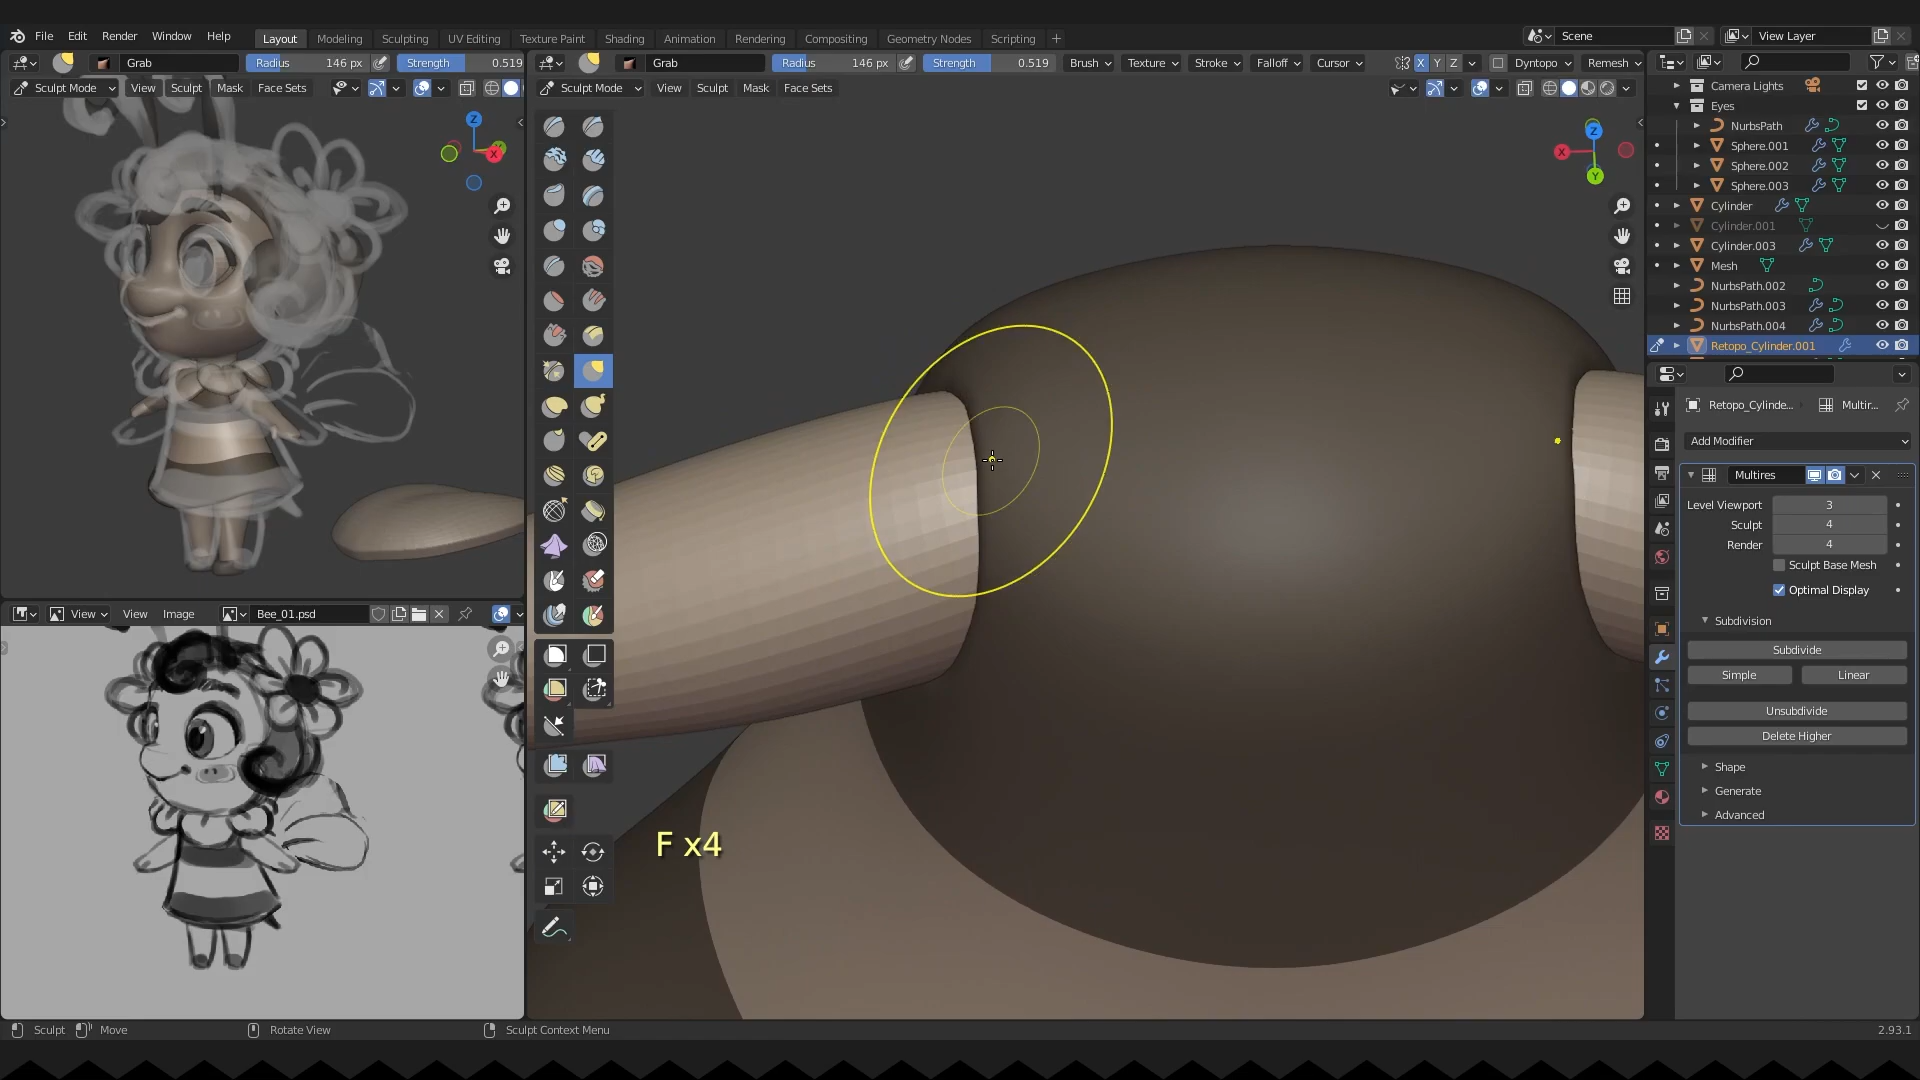 File Edit Render Window Help
Layout Modeling Sculpting UV Editing Texture Paint Shading Animation Rendering Compositing Geometry Nodes Scripting +
Scene
View Layer
Grab Radius 146 px Strength 0.519
Grab Radius 146 px Strength 0.519 Brush Texture Stroke Falloff Cursor X Y Z Dyntopo Remesh
Sculpt Mode View Sculpt Mask Face Sets
Sculpt Mode View Sculpt Mask Face Sets
Z
X
Z
X
Y
Camera Lights
Eyes
NurbsPath
Sphere.001
Sphere.002
Sphere.003
Cylinder
Cylinder.001
Cylinder.003
Mesh
NurbsPath.002
NurbsPath.003
NurbsPath.004
Retopo_Cylinder.001
Retopo_Cylinde... Multir...
Add Modifier
Multires
Level Viewport 3
Sculpt 4
Render 4
Sculpt Base Mesh
Optimal Display
Subdivision
Subdivide
Simple Linear
Unsubdivide
Delete Higher
Shape
Generate
Advanced
View View Image Bee_01.psd
F x4
Sculpt Move Rotate View Sculpt Context Menu 2.93.1